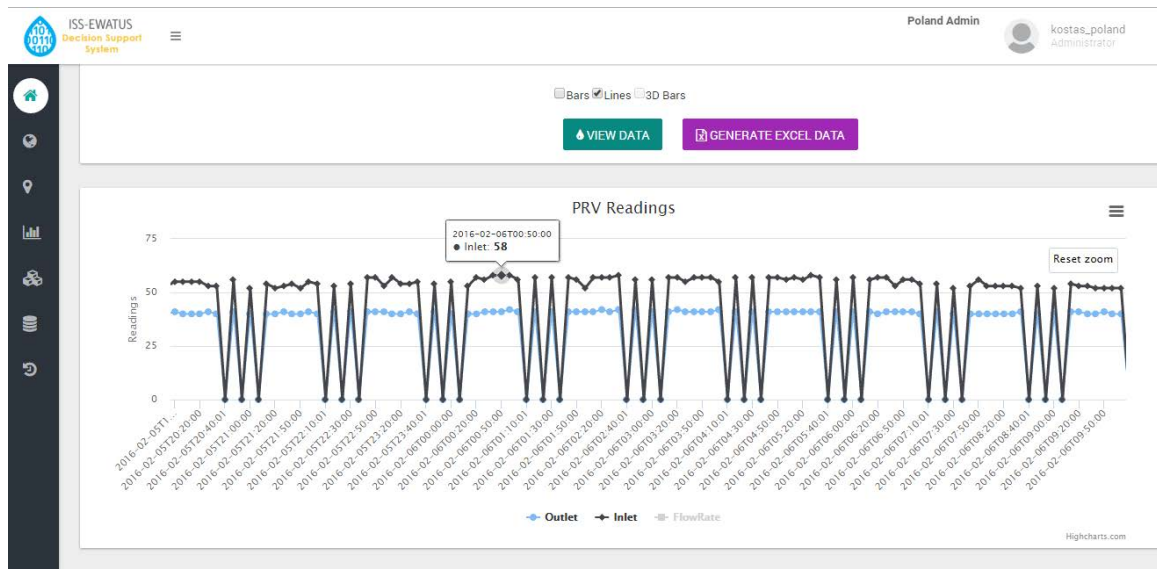 ISS-EWATUS
Decision Support
System
Poland Admin
kostas_poland
Administrator
Bars Lines 3D Bars
VIEW DATA
GENERATE EXCEL DATA
PRV Readings
2016-02-06T00:50:00
Inlet: 58
Reset zoom
Readings
75
50
25
0
2016-02-05T1...
2016-02-05T20:20:00
2016-02-05T20:40:01
2016-02-05T21:00:00
2016-02-05T21:20:00
2016-02-05T21:50:00
2016-02-05T22:10:01
2016-02-05T22:30:00
2016-02-05T22:50:00
2016-02-05T23:20:00
2016-02-05T23:40:01
2016-02-06T00:00:00
2016-02-06T00:20:00
2016-02-06T00:50:00
2016-02-06T01:10:01
2016-02-06T01:30:00
2016-02-06T01:50:00
2016-02-06T02:20:00
2016-02-06T02:40:01
2016-02-06T03:00:00
2016-02-06T03:20:00
2016-02-06T03:50:00
2016-02-06T04:10:01
2016-02-06T04:30:00
2016-02-06T04:50:00
2016-02-06T05:20:00
2016-02-06T05:40:01
2016-02-06T06:00:00
2016-02-06T06:20:00
2016-02-06T06:50:00
2016-02-06T07:10:01
2016-02-06T07:30:00
2016-02-06T07:50:00
2016-02-06T08:20:00
2016-02-06T08:40:01
2016-02-06T09:00:00
2016-02-06T09:20:00
2016-02-06T09:50:00
Outlet Inlet FlowRate
Highcharts.com